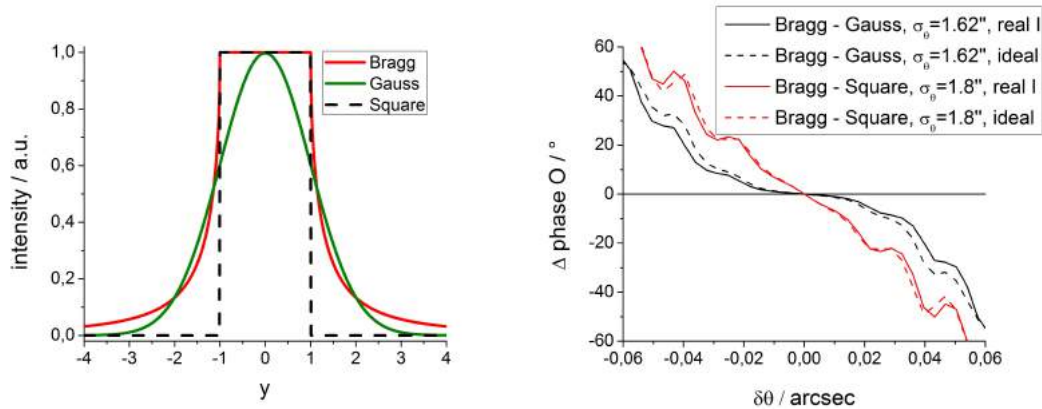 1,0
0,8
0,6
0,4
0,2
0,0
intensity / a.u.
-4 -3 -2 -1 0 1 2 3 4
y
Bragg
Gauss
Square
Bragg - Gauss, σθ=1.62", real I
Bragg - Gauss, σθ=1.62", ideal
Bragg - Square, σθ=1.8", real I
Bragg - Square, σθ=1.8", ideal
60
40
20
0
-20
-40
-60
Δ phase O / °
-0,06 -0,04 -0,02 0,00 0,02 0,04 0,06
δθ / arcsec